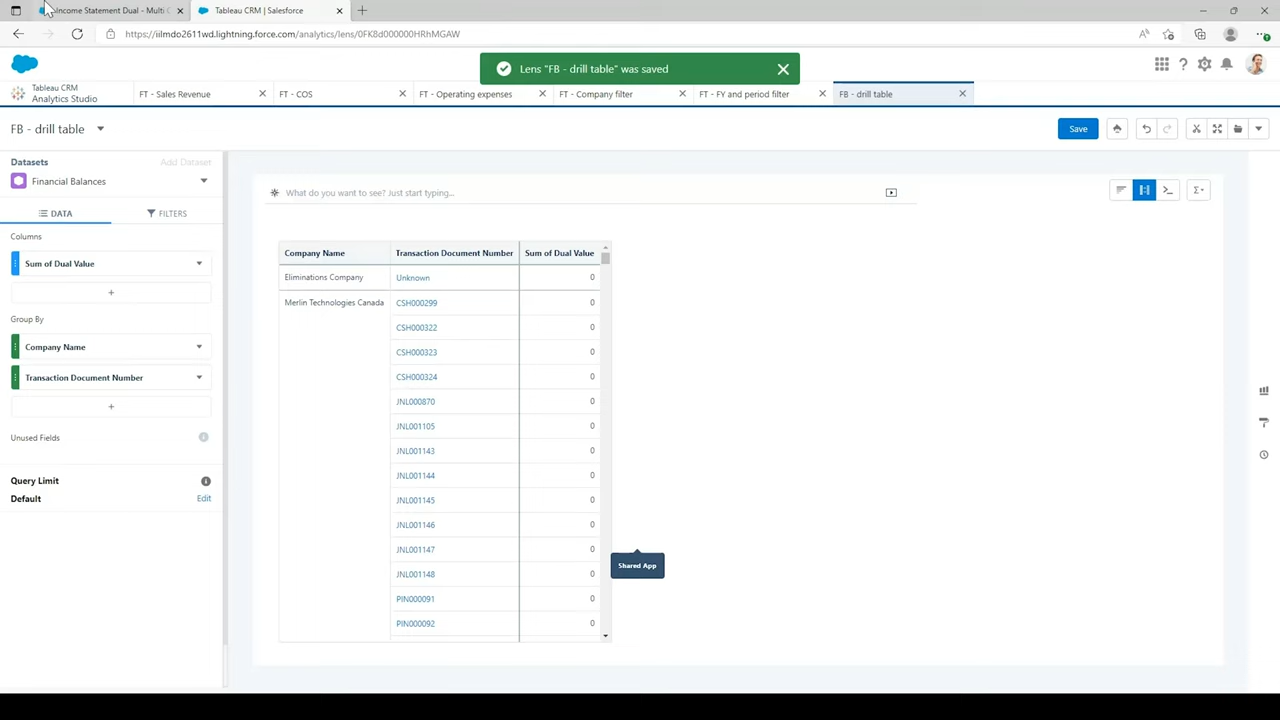 Income Statement Dual - Multi C
Tableau CRM | Salesforce
https://iilmdo2611wd.lightning.force.com/analytics/lens/0FK8d000000HRhMGAW
Lens "FB - drill table" was saved
Tableau CRM
Analytics Studio
FT - Sales Revenue
FT - COS
FT - Operating expenses
FT - Company filter
FT - FY and period filter
FB - drill table
FB - drill table
Save
Datasets
Add Dataset
Financial Balances
What do you want to see? Just start typing...
DATA
FILTERS
Columns
Sum of Dual Value
Group By
Company Name
Transaction Document Number
Unused Fields
Query Limit
Default
Edit
Company Name Transaction Document Number Sum of Dual Value
Eliminations Company Unknown 0
Merlin Technologies Canada CSH000299 0
CSH000322 0
CSH000323 0
CSH000324 0
JNL000870 0
JNL001105 0
JNL001143 0
JNL001144 0
JNL001145 0
JNL001146 0
JNL001147 0
JNL001148 0
PIN000091 0
PIN000092 0
Shared App